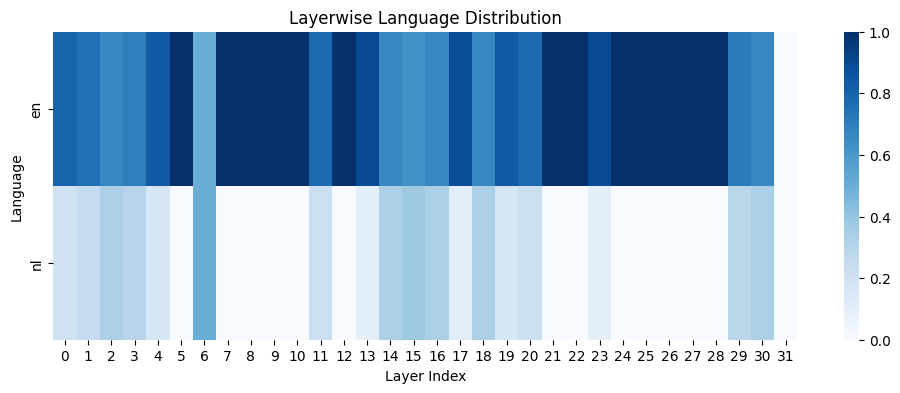 Layerwise Language Distribution
Language
en
nl
0 1 2 3 4 5 6 7 8 9 10 11 12 13 14 15 16 17 18 19 20 21 22 23 24 25 26 27 28 29 30 31
Layer Index
1.0
0.8
0.6
0.4
0.2
0.0